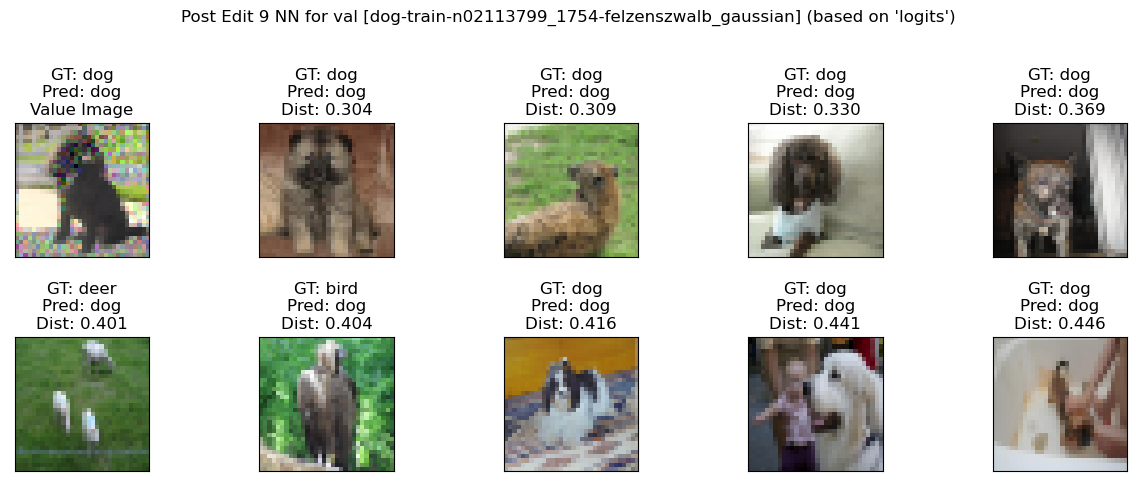 Post Edit 9 NN for val [dog-train-n02113799_1754-felzenszwalb_gaussian] (based on 'logits')
GT: dog
Pred: dog
Value Image
GT: dog
Pred: dog
Dist: 0.304
GT: dog
Pred: dog
Dist: 0.309
GT: dog
Pred: dog
Dist: 0.330
GT: dog
Pred: dog
Dist: 0.369
GT: deer
Pred: dog
Dist: 0.401
GT: bird
Pred: dog
Dist: 0.404
GT: dog
Pred: dog
Dist: 0.416
GT: dog
Pred: dog
Dist: 0.441
GT: dog
Pred: dog
Dist: 0.446